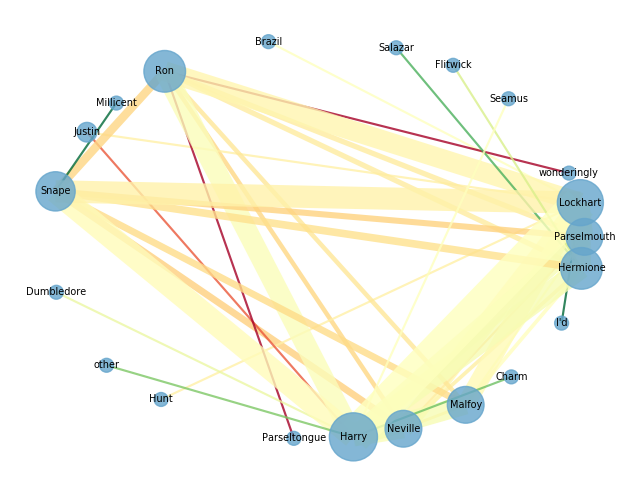 Brazil
Salazar
Flitwick
Ron
Seamus
Millicent
Justin
wonderingly
Snape
Lockhart
Parselmouth
Hermione
Dumbledore
I'd
other
Charm
Hunt
Malfoy
Neville
Parseltongue
Harry